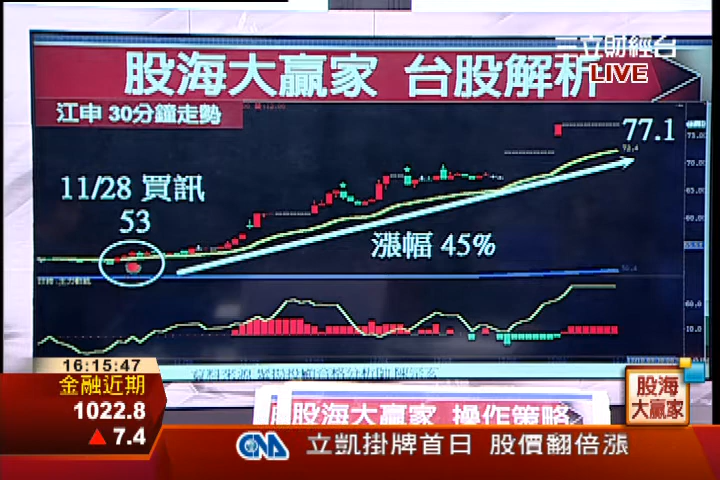 三立財經台
LIVE
股海大贏家 台股解析
江申 30分鐘走勢
77.1
11/28 買訊
53
漲幅 45%
16:15:47
金融近期
1022.8
▲7.4
股海大贏家 操作策略
股海
大贏家
CNA 立凱掛牌首日 股價翻倍漲